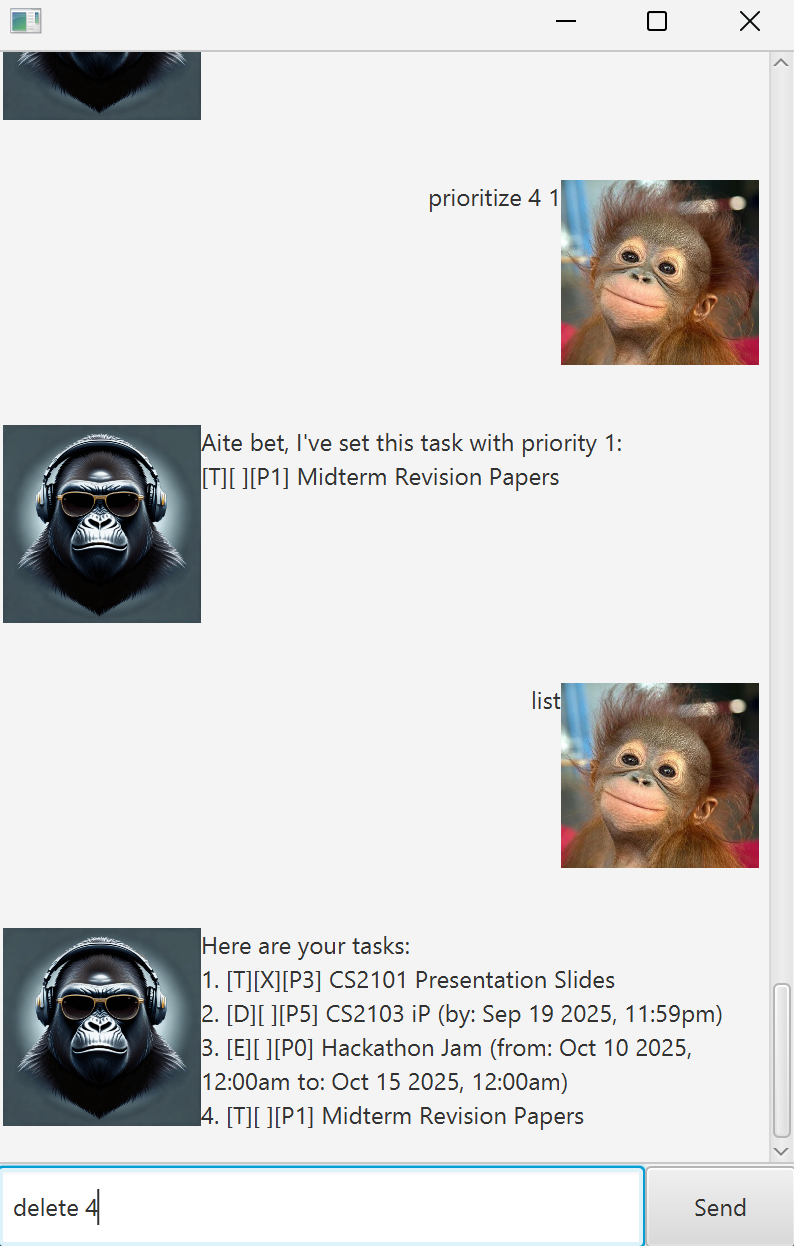 prioritize 4 1
Aite bet, I've set this task with priority 1:
[T][ ][P1] Midterm Revision Papers
list
Here are your tasks:
1. [T][X][P3] CS2101 Presentation Slides
2. [D][ ][P5] CS2103 iP (by: Sep 19 2025, 11:59pm)
3. [E][ ][P0] Hackathon Jam (from: Oct 10 2025,
12:00am to: Oct 15 2025, 12:00am)
4. [T][ ][P1] Midterm Revision Papers
delete 4
Send